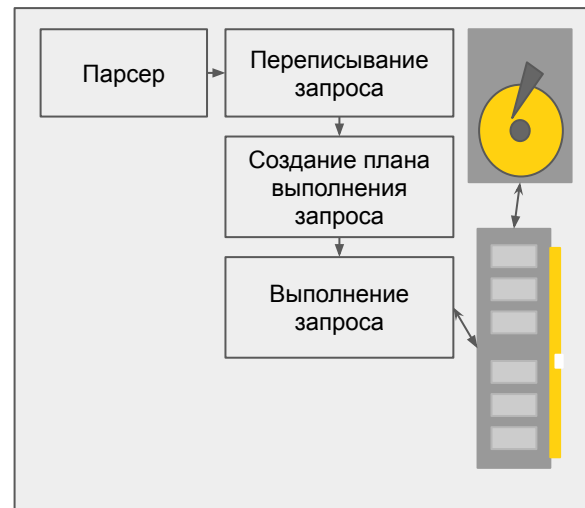 Парсер
Переписывание
запроса
Создание плана
выполнения
запроса
Выполнение
запроса